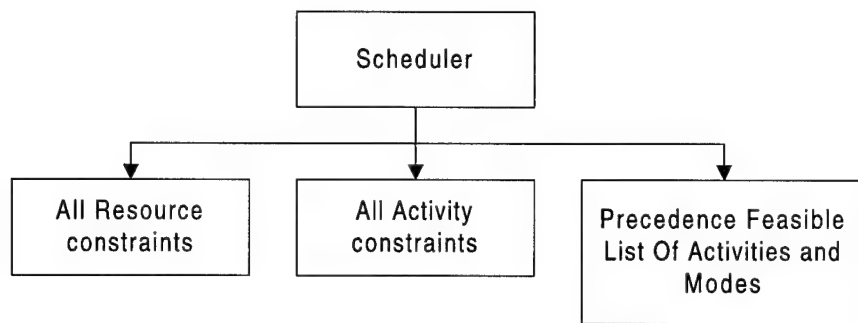 Scheduler
All Resource
constraints
All Activity
constraints
Precedence Feasible
List Of Activities and
Modes